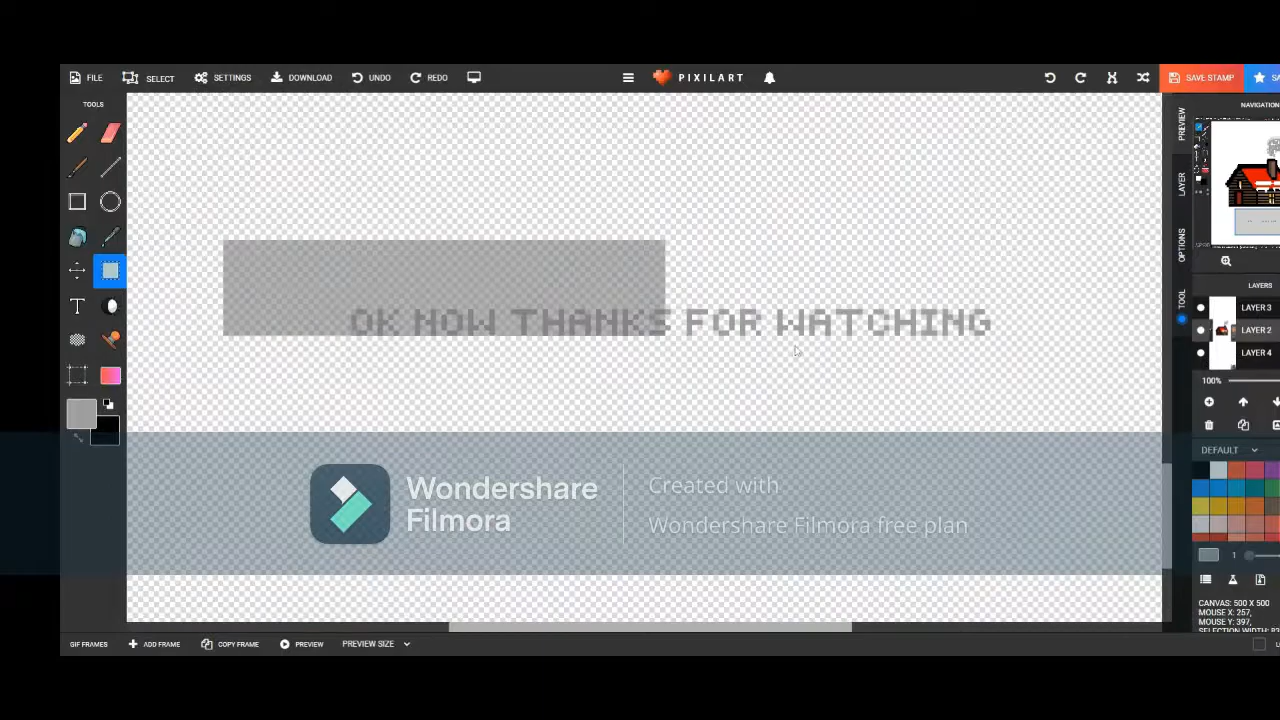 FILE SELECT SETTINGS DOWNLOAD UNDO REDO PIXILART SAVE STAMP
TOOLS
NAVIGATION
PREVIEW
LAYER
OPTIONS
TOOL
OK NOW THANKS FOR WATCHING
LAYERS
LAYER 3
LAYER 2
LAYER 4
100%
DEFAULT
1
Wondershare
Filmora
Created with
Wondershare Filmora free plan
CANVAS: 500 X 500
MOUSE X: 257,
MOUSE Y: 397,
GIF FRAMES ADD FRAME COPY FRAME PREVIEW PREVIEW SIZE